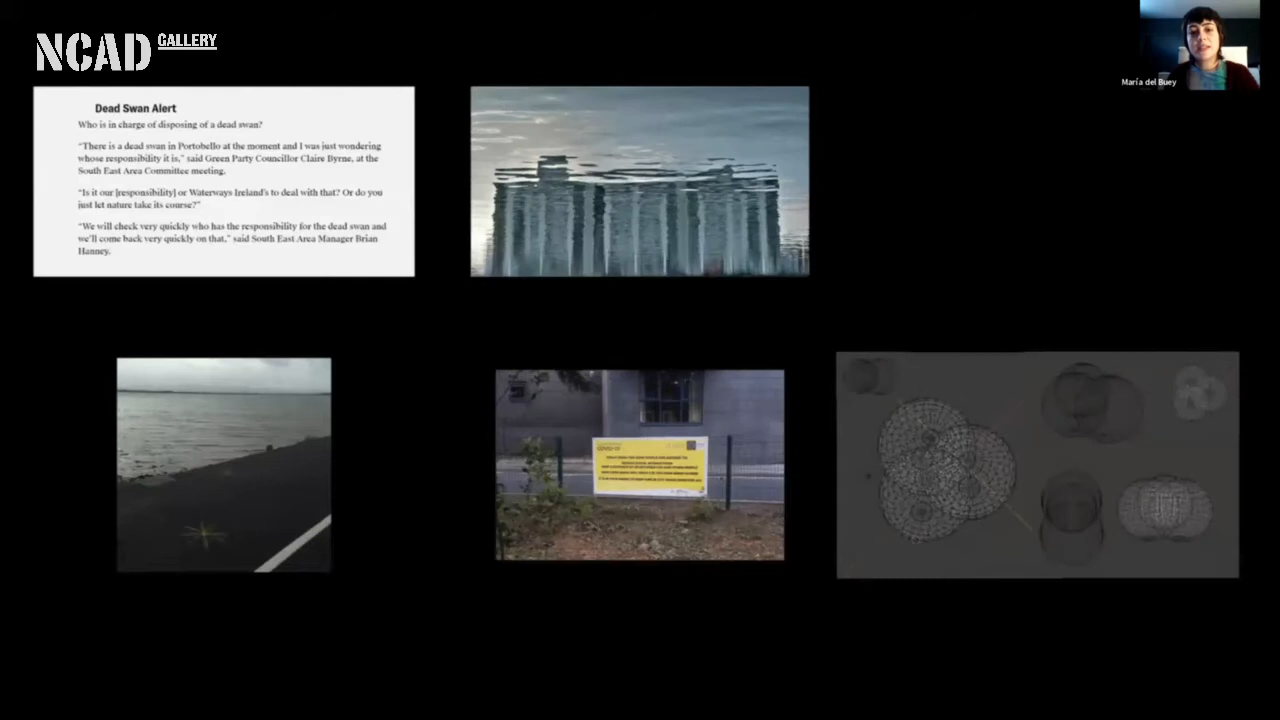 NCAD GALLERY
María del Buey
Dead Swan Alert
Who is in charge of disposing of a dead swan?
“There is a dead swan in Portobello at the moment and I was just wondering
whose responsibility it is,” said Green Party Councillor Claire Byrne, at the
South East Area Committee meeting.
“Is it our [responsibility] or Waterways Ireland’s to deal with that? Or do you
just let nature take its course?”
“We will check very quickly who has the responsibility for the dead swan and
we’ll come back very quickly on that,” said South East Area Manager Brian
Hanney.
COVID-19